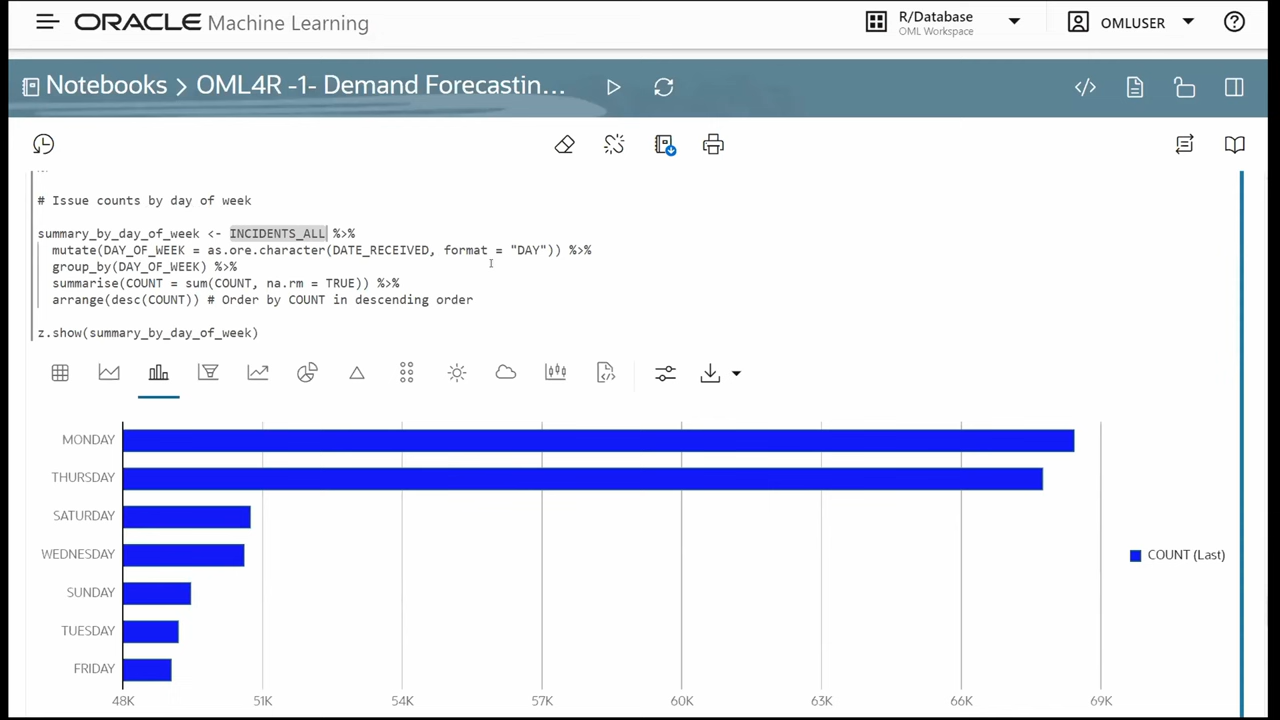 ORACLE Machine Learning
R/Database
OML Workspace
OMLUSER
Notebooks > OML4R -1- Demand Forecastin...
# Issue counts by day of week
summary_by_day_of_week <- INCIDENTS_ALL %>%
mutate(DAY_OF_WEEK = as.ore.character(DATE_RECEIVED, format = "DAY")) %>%
group_by(DAY_OF_WEEK) %>%
summarise(COUNT = sum(COUNT, na.rm = TRUE)) %>%
arrange(desc(COUNT)) # Order by COUNT in descending order
z.show(summary_by_day_of_week)
MONDAY
THURSDAY
SATURDAY
WEDNESDAY
SUNDAY
TUESDAY
FRIDAY
COUNT (Last)
48K 51K 54K 57K 60K 63K 66K 69K